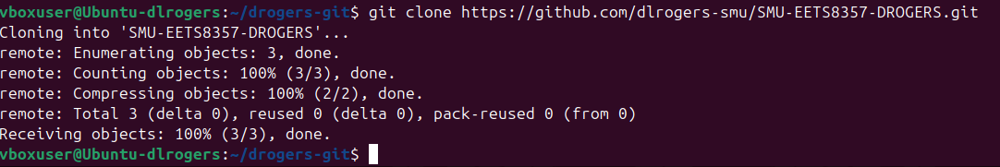 vboxuser@Ubuntu-dlrogers:~/drogers-git$ git clone https://github.com/dlrogers-smu/SMU-EETS8357-DROGERS.git
Cloning into 'SMU-EETS8357-DROGERS'...
remote: Enumerating objects: 3, done.
remote: Counting objects: 100% (3/3), done.
remote: Compressing objects: 100% (2/2), done.
remote: Total 3 (delta 0), reused 0 (delta 0), pack-reused 0 (from 0)
Receiving objects: 100% (3/3), done.
vboxuser@Ubuntu-dlrogers:~/drogers-git$